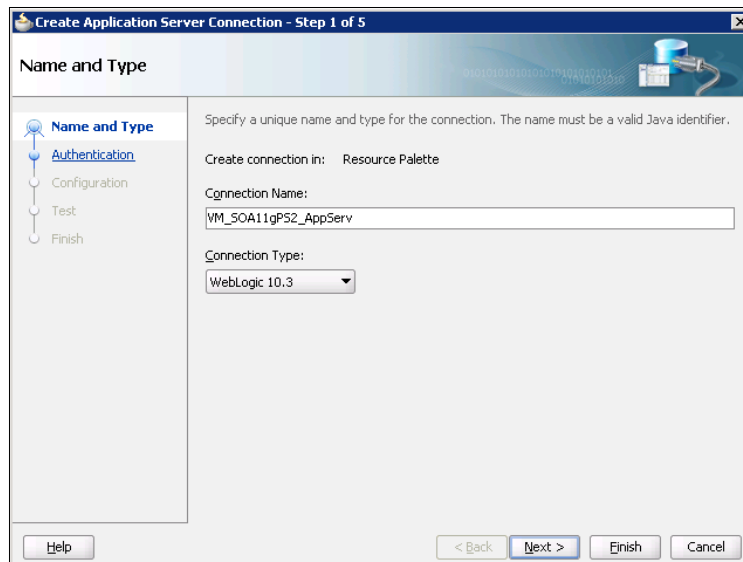 Create Application Server Connection - Step 1 of 5
Name and Type
Name and Type
Authentication
Configuration
Test
Finish
Specify a unique name and type for the connection. The name must be a valid Java identifier.
Create connection in: Resource Palette
Connection Name:
VM_SOA11gPS2_AppServ
Connection Type:
WebLogic 10.3
Help
< Back
Next >
Finish
Cancel